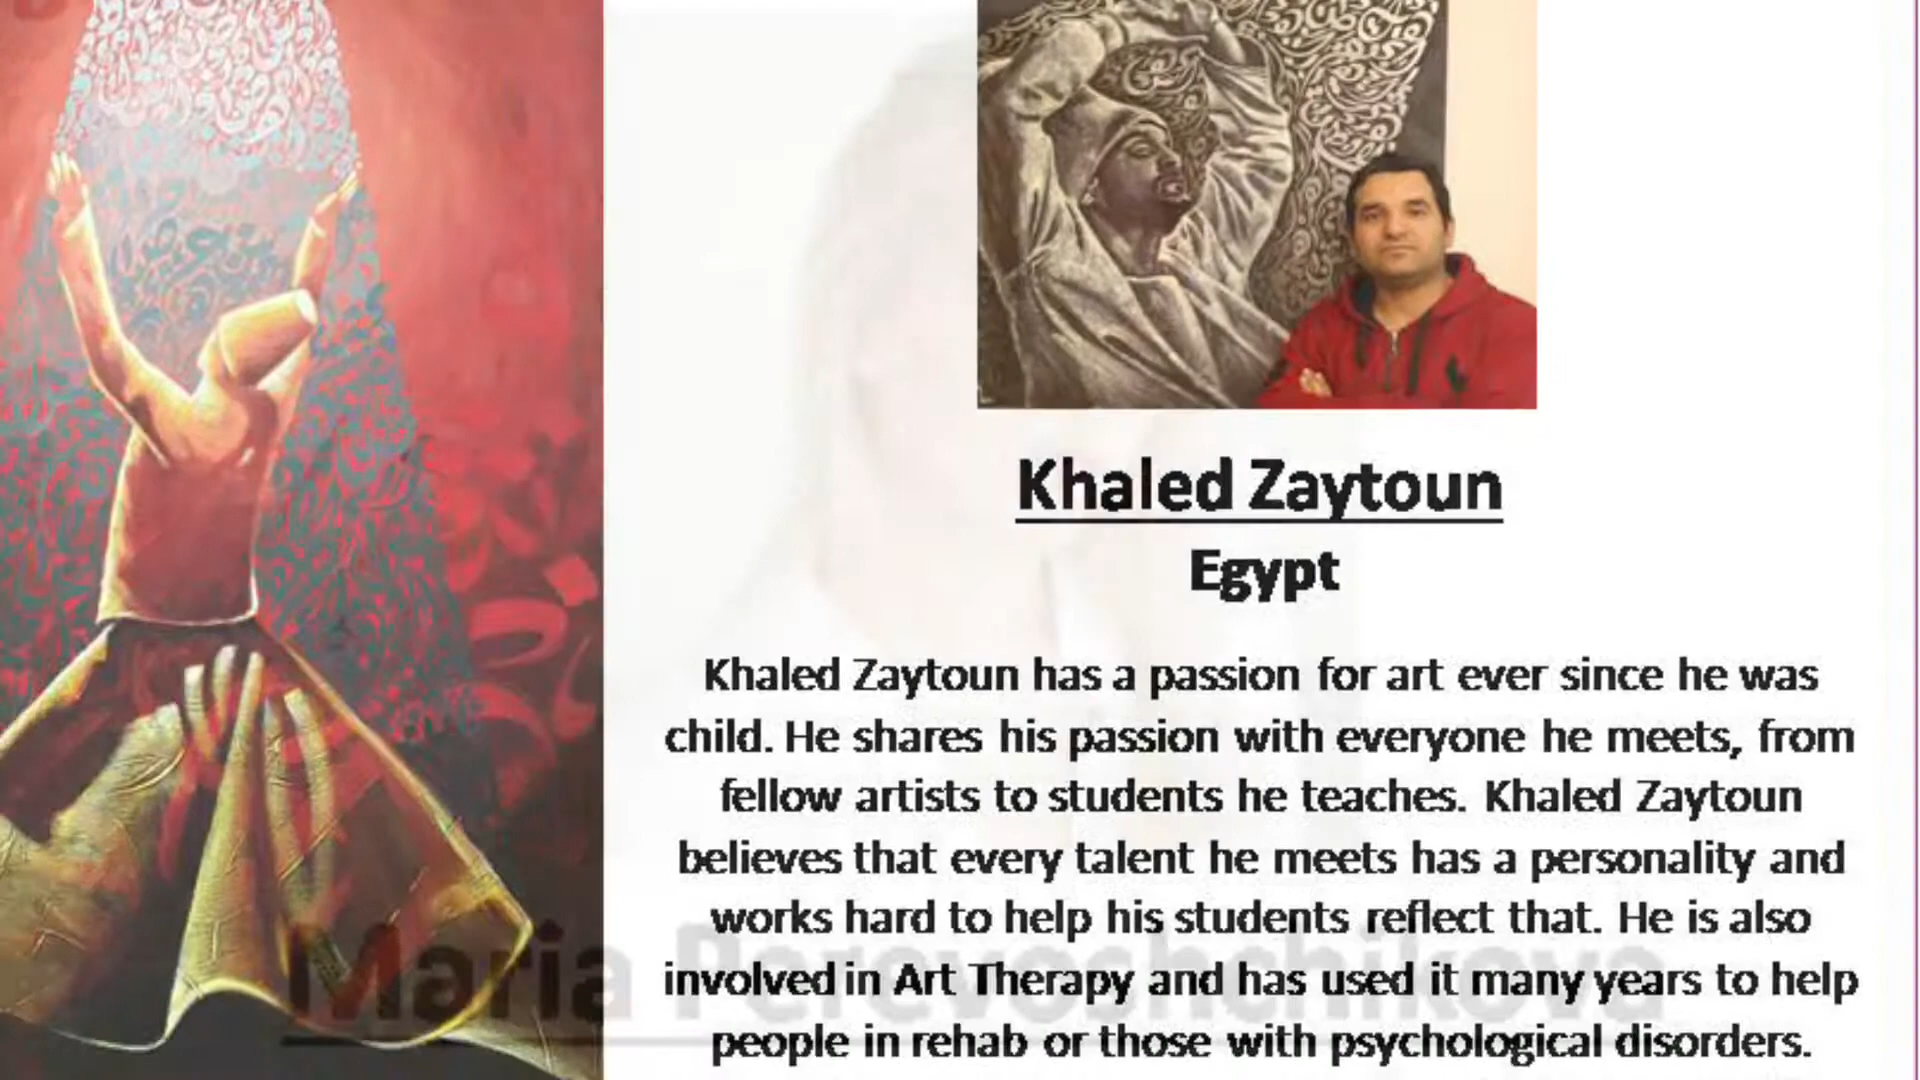 Khaled Zaytoun
Egypt
Khaled Zaytoun has a passion for art ever since he was
child. He shares his passion with everyone he meets, from
fellow artists to students he teaches. Khaled Zaytoun
believes that every talent he meets has a personality and
works hard to help his students reflect that. He is also
involved in Art Therapy and has used it many years to help
people in rehab or those with psychological disorders.
Maria Perevoshchikova